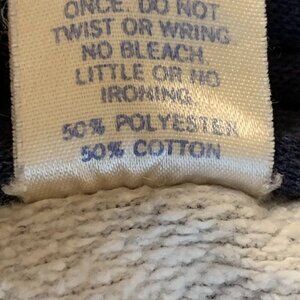 ONCE. DO NOT
TWIST OR WRING
NO BLEACH.
LITTLE OR NO
IRONING.
50% POLYESTER
50% COTTON